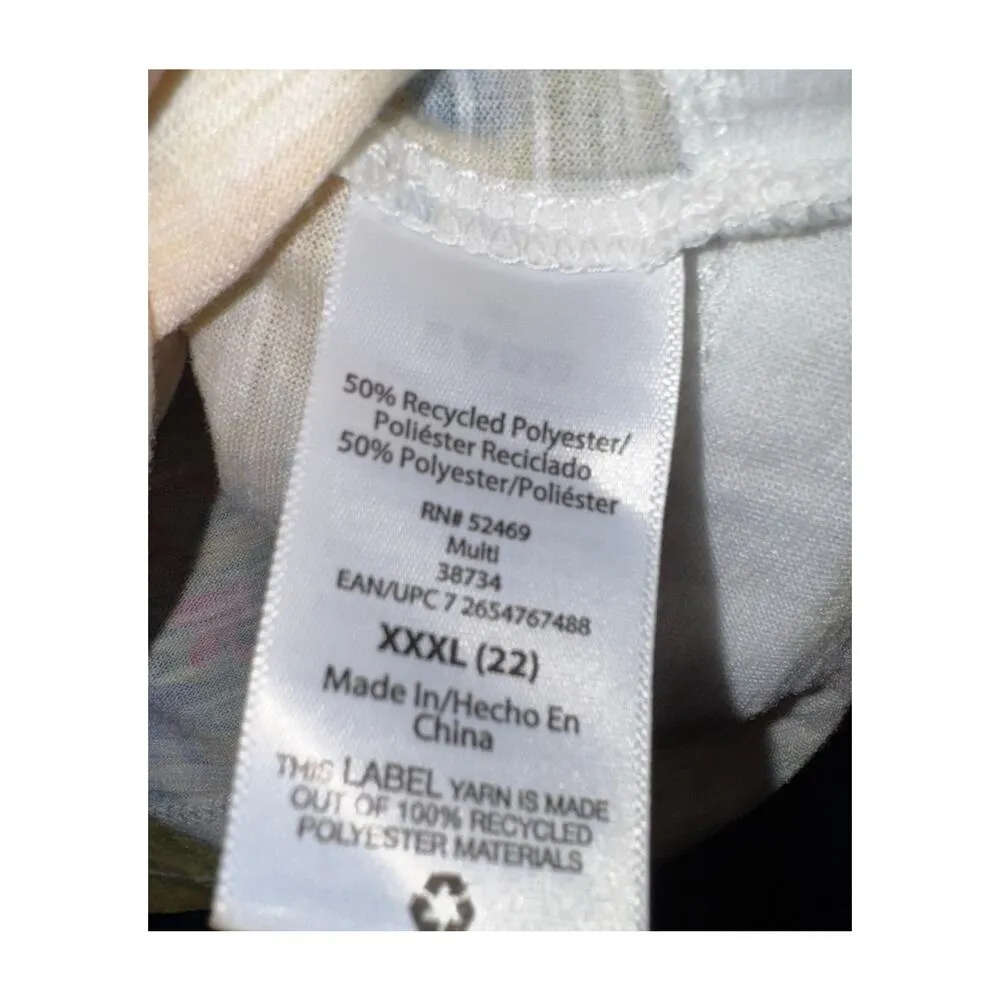 50% Recycled Polyester/
Poliéster Reciclado
50% Polyester/Poliéster
RN# 52469
Multi
38734
EAN/UPC 7 2654767488
XXXL (22)
Made In/Hecho En
China
THIS LABEL YARN IS MADE
OUT OF 100% RECYCLED
POLYESTER MATERIALS